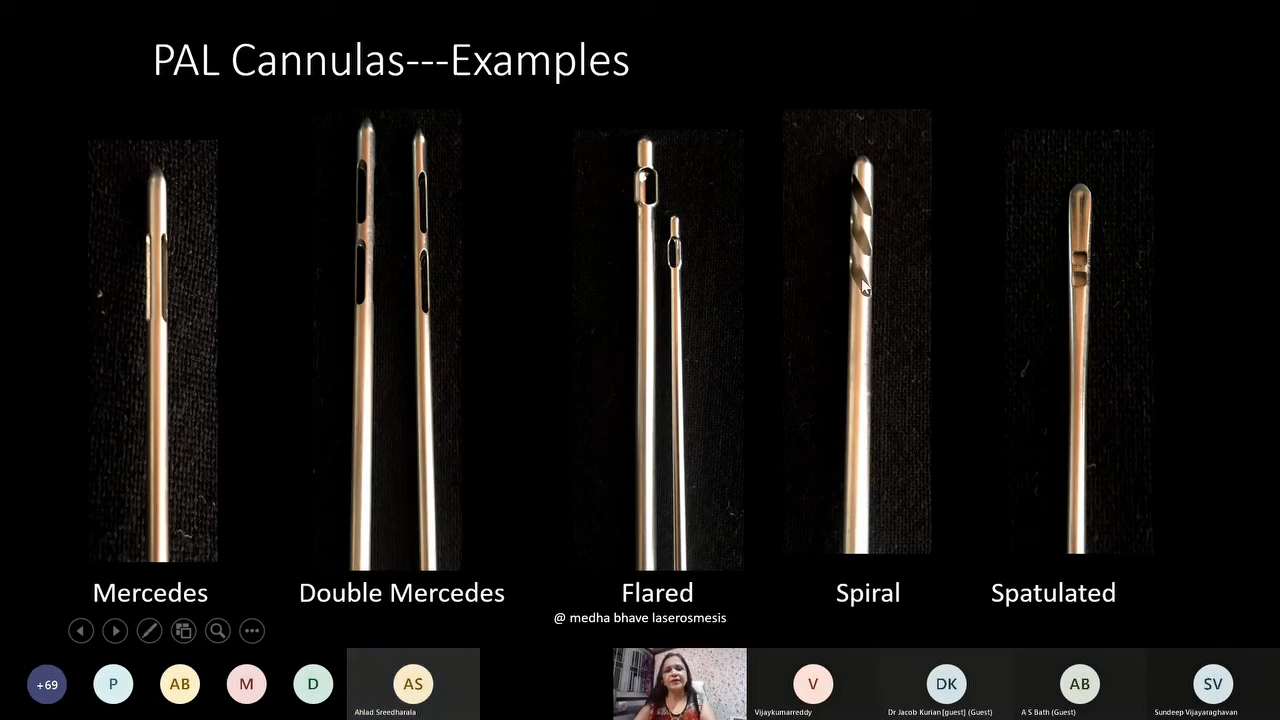 PAL Cannulas---Examples
Mercedes
Double Mercedes
Flared
Spiral
Spatulated
@ medha bhave laserosmesis
+69
P
AB
M
D
AS
Ahlad Sreedharala
V
Vijaykumarreddy
DK
Dr Jacob Kurian[guest] (Guest)
AB
A S Bath (Guest)
SV
Sundeep Vijayaraghavan